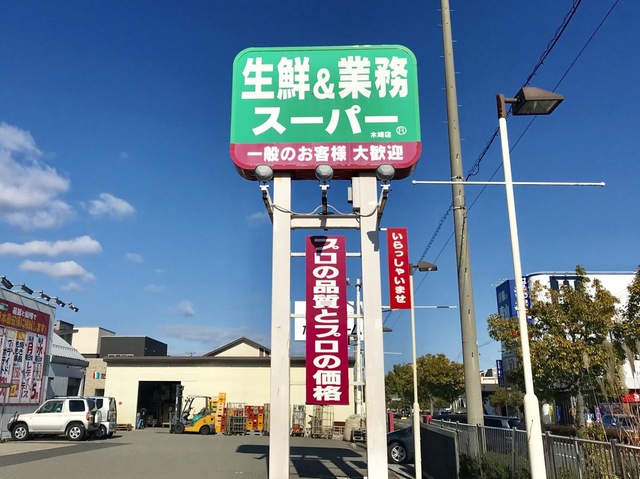 生鮮&業務
スーパー
木崎店 Ⓡ
一般のお客様 大歓迎
いらっしゃいませ
プロの品質とプロの価格